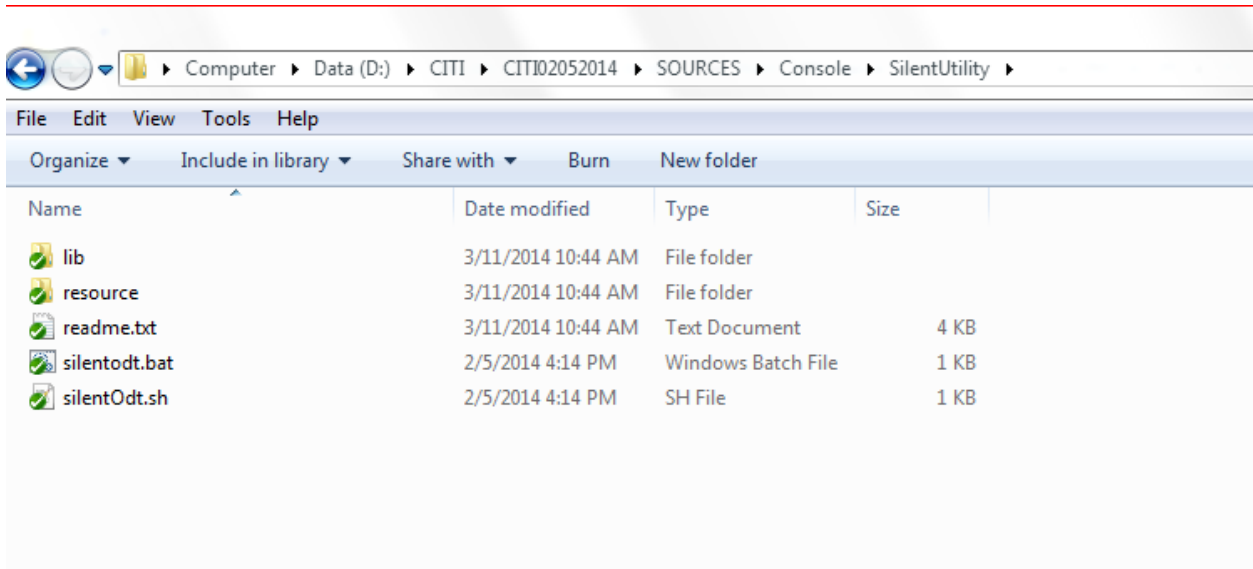 Computer Data (D:) CITI CITI02052014 SOURCES Console SilentUtility
File Edit View Tools Help
Organize Include in library Share with Burn New folder
Name Date modified Type Size
lib 3/11/2014 10:44 AM File folder
resource 3/11/2014 10:44 AM File folder
readme.txt 3/11/2014 10:44 AM Text Document 4 KB
silentodt.bat 2/5/2014 4:14 PM Windows Batch File 1 KB
silentOdt.sh 2/5/2014 4:14 PM SH File 1 KB